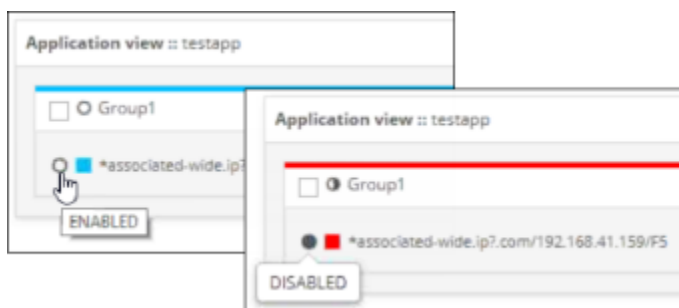 Application view :: testapp
Group1
*associated-wide.ip?
ENABLED
Application view :: testapp
Group1
*associated-wide.ip?.com/192.168.41.159/F5
DISABLED